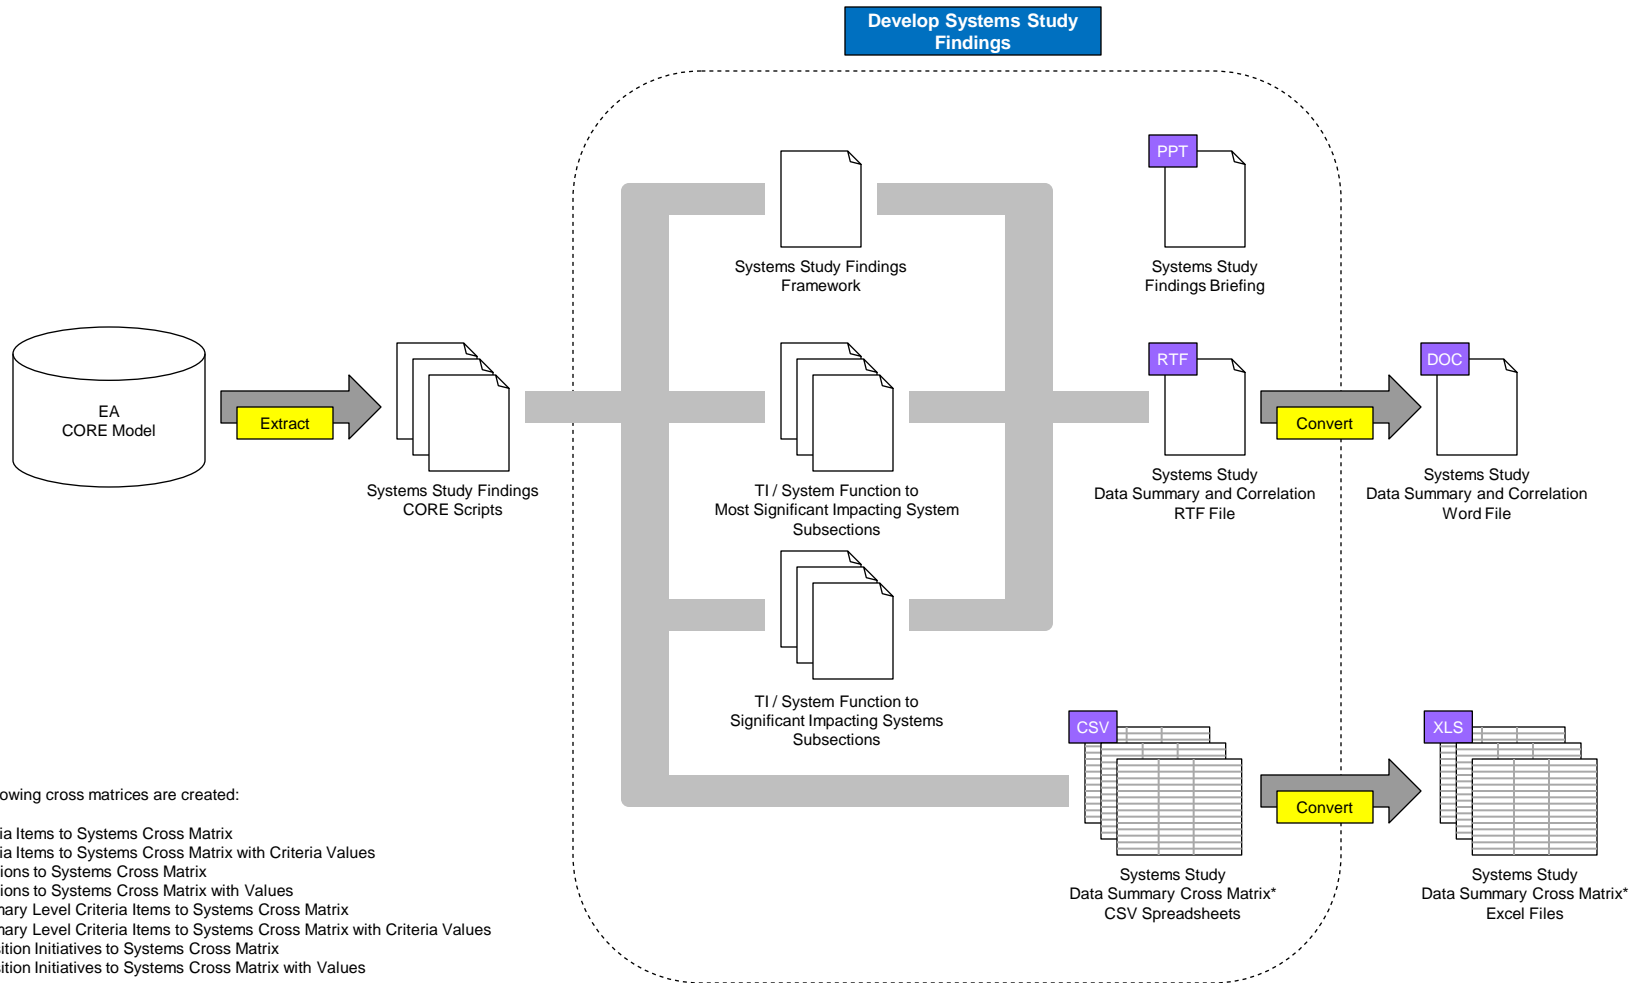 Develop Systems Study
Findings
PPT
Systems Study Findings
Framework
Systems Study
Findings Briefing
EA
CORE Model
Extract
Systems Study Findings
CORE Scripts
TI / System Function to
Most Significant Impacting System
Subsections
RTF
Systems Study
Data Summary and Correlation
RTF File
Convert
DOC
Systems Study
Data Summary and Correlation
Word File
TI / System Function to
Significant Impacting Systems
Subsections
CSV
Systems Study
Data Summary Cross Matrix*
CSV Spreadsheets
Convert
XLS
Systems Study
Data Summary Cross Matrix*
Excel Files
owing cross matrices are created:
ia Items to Systems Cross Matrix
ia Items to Systems Cross Matrix with Criteria Values
ions to Systems Cross Matrix
ions to Systems Cross Matrix with Values
nary Level Criteria Items to Systems Cross Matrix
nary Level Criteria Items to Systems Cross Matrix with Criteria Values
sition Initiatives to Systems Cross Matrix
sition Initiatives to Systems Cross Matrix with Values